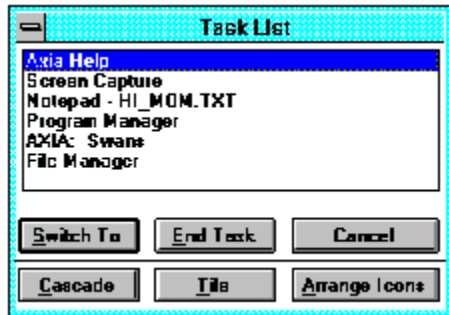 Task List
Axia Help
Screen Capture
Notepad - HI_MOM.TXT
Program Manager
AXIA:  Swans
File Manager
Switch To
End Task
Cancel
Cascade
Tile
Arrange Icons